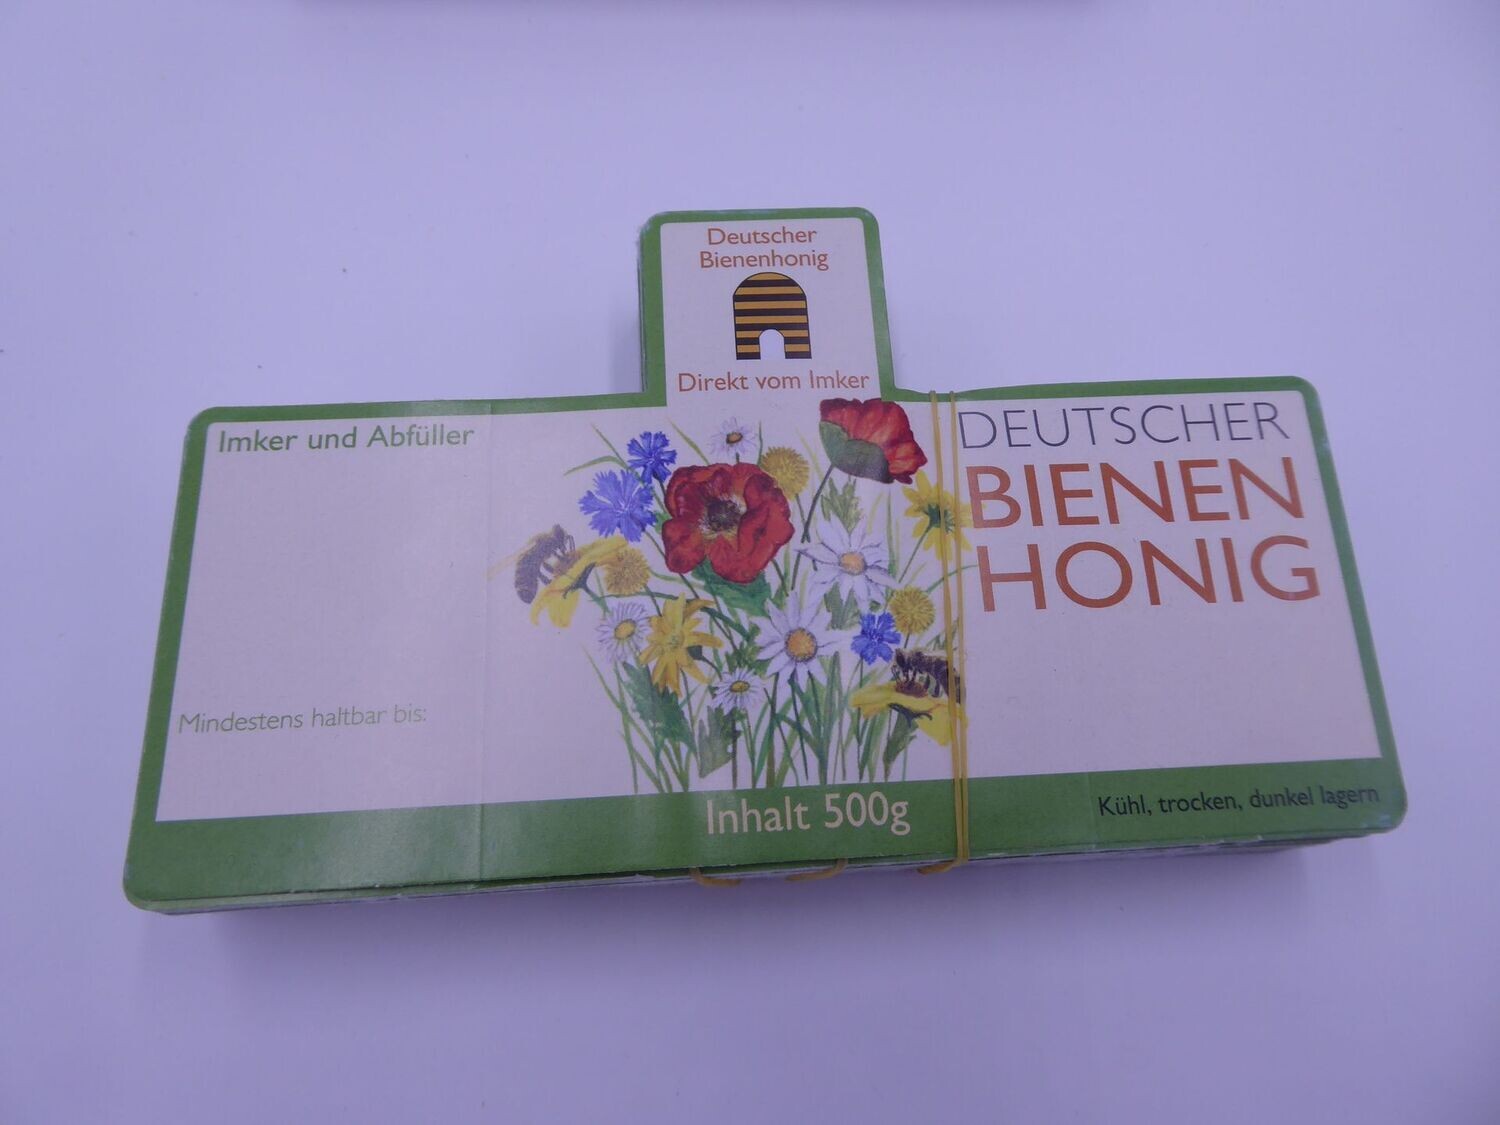 Deutscher
Bienenhonig
Direkt vom Imker
Imker und Abfüller
Mindestens haltbar bis:
Inhalt 500g
DEUTSCHER
BIENEN
HONIG
Kühl, trocken, dunkel lagern